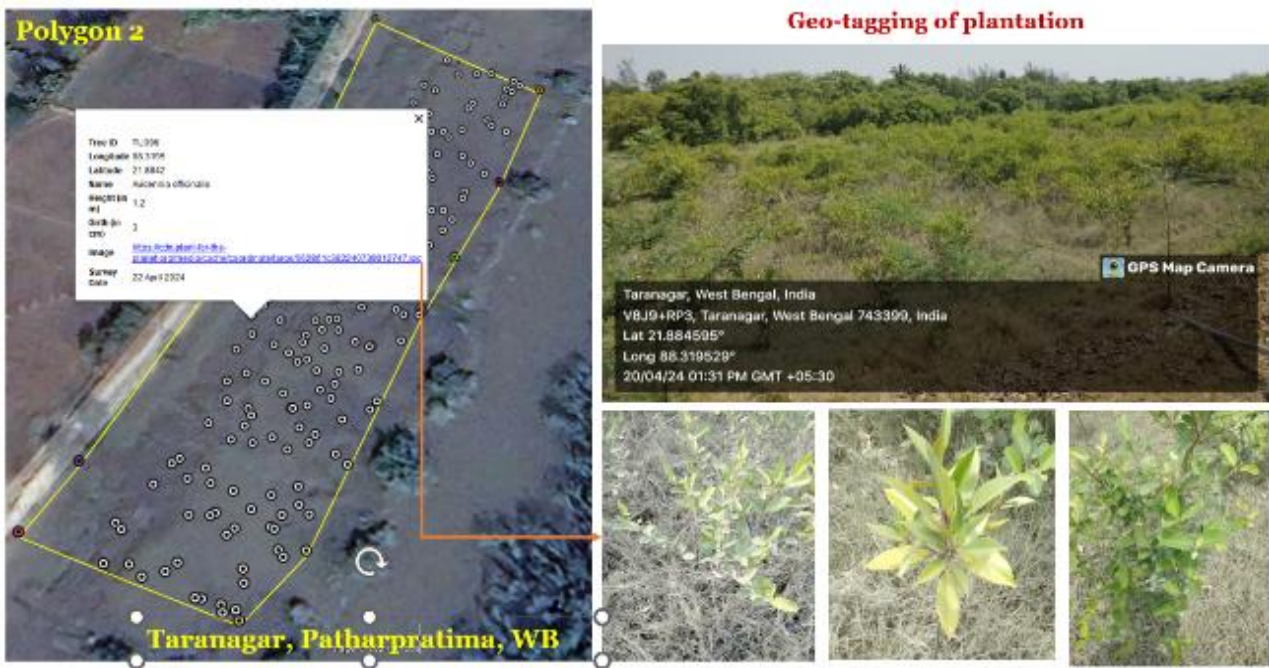 Polygon 2
Tree ID
Longitude
Latitude 21.8842
Name Avicennia officinalis
Height (in m) 1.2
Girth (in cm) 3
Image
Survey Date 22 April 2024
Taranagar, Patharpratima, WB
Geo-tagging of plantation
GPS Map Camera
Taranagar, West Bengal, India
V8J9+RP3, Taranagar, West Bengal 743399, India
Lat 21.884595°
Long 88.319529°
20/04/24 01:31 PM GMT +05:30